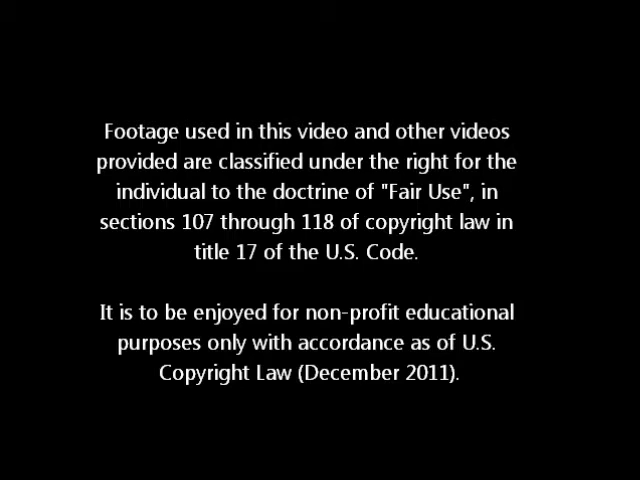 Footage used in this video and other videos
provided are classified under the right for the
individual to the doctrine of "Fair Use", in
sections 107 through 118 of copyright law in
title 17 of the U.S. Code.
It is to be enjoyed for non-profit educational
purposes only with accordance as of U.S.
Copyright Law (December 2011).